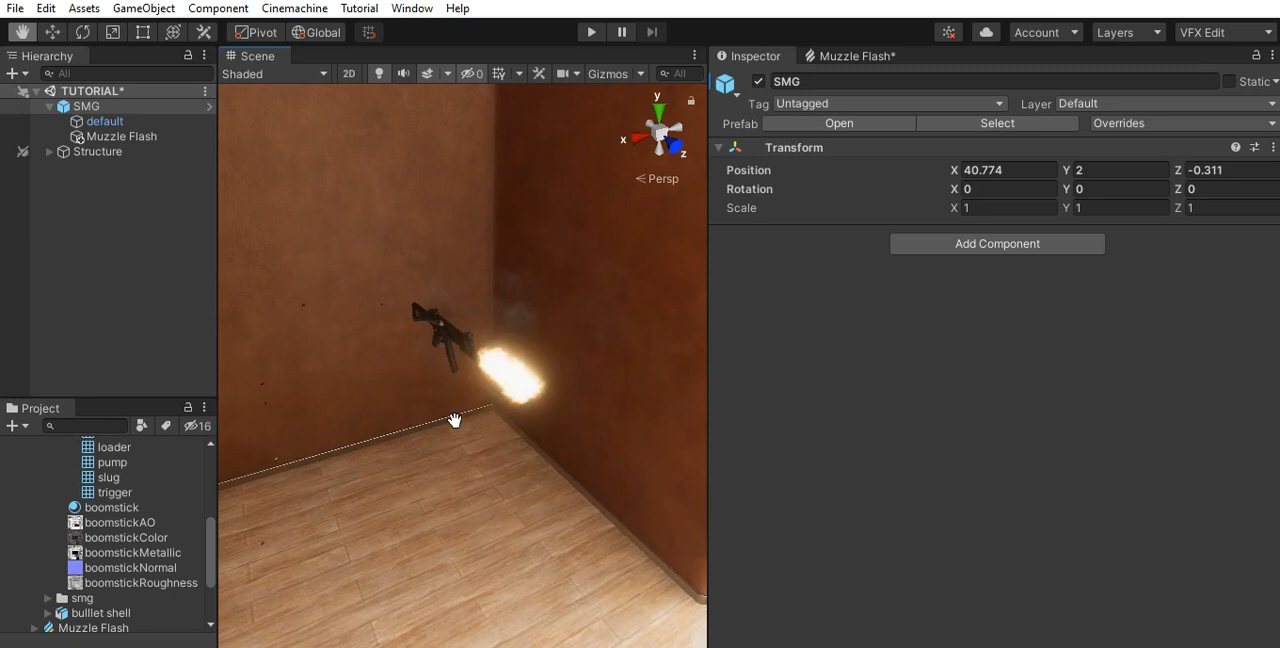 File Edit Assets GameObject Component Cinemachine Tutorial Window Help
Pivot Global Account Layers VFX Edit
Hierarchy
All
TUTORIAL*
SMG
default
Muzzle Flash
Structure
Project
16
loader
pump
slug
trigger
boomstick
boomstickAO
boomstickColor
boomstickMetallic
boomstickNormal
boomstickRoughness
smg
bulllet shell
Muzzle Flash
Scene
Shaded 2D 0 Gizmos All
y
x
z
Persp
Inspector Muzzle Flash*
SMG Static
Tag Untagged Layer Default
Prefab Open Select Overrides
Transform
Position X 40.774 Y 2 Z -0.311
Rotation X 0 Y 0 Z 0
Scale X 1 Y 1 Z 1
Add Component